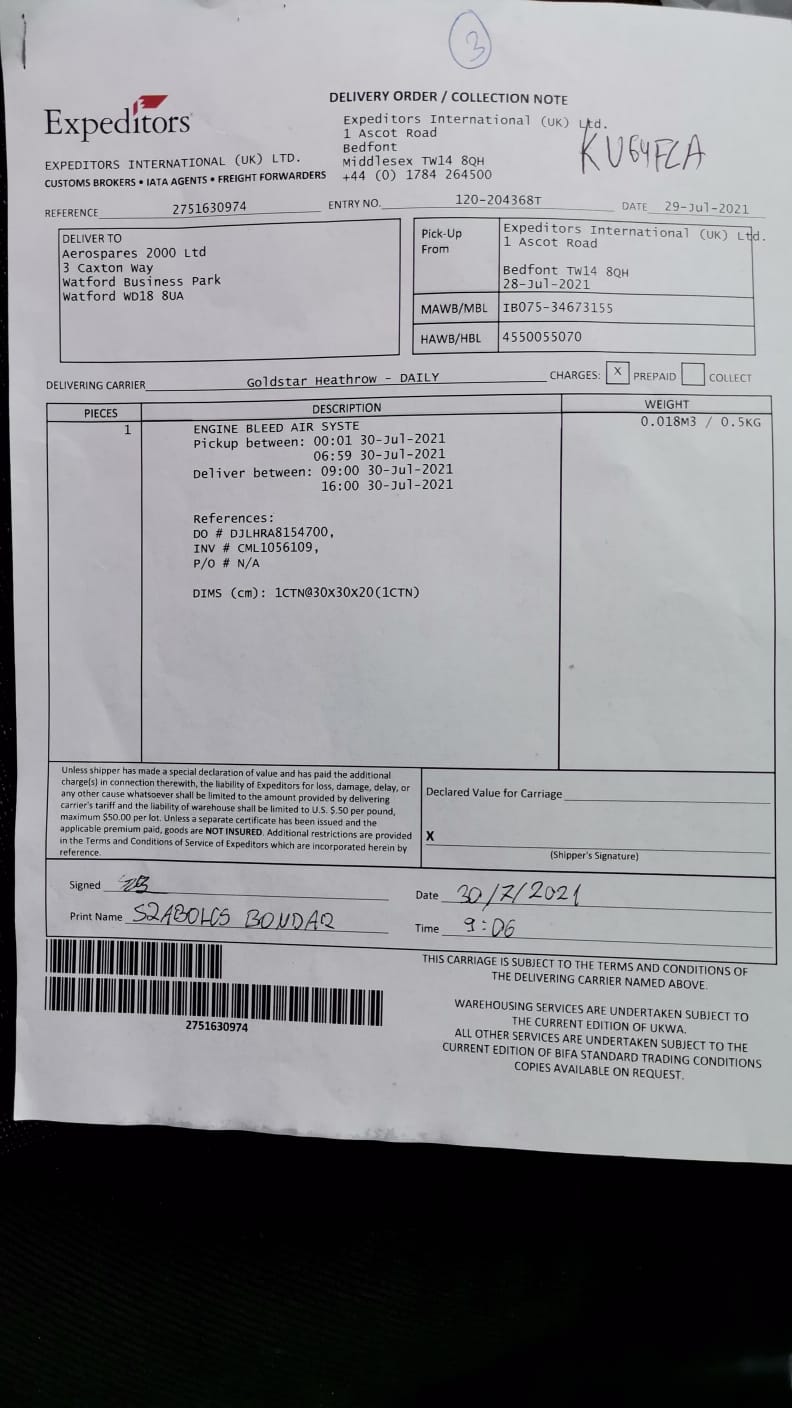 3
Expeditors
EXPEDITORS INTERNATIONAL (UK) LTD.
CUSTOMS BROKERS • IATA AGENTS • FREIGHT FORWARDERS
DELIVERY ORDER / COLLECTION NOTE
Expeditors International (UK) Ltd.
1 Ascot Road
Bedfont
Middlesex TW14 8QH
+44 (0) 1784 264500
KU64FZA
REFERENCE 2751630974 ENTRY NO. 120-204368T DATE 29-Jul-2021
DELIVER TO
Aerospares 2000 Ltd
3 Caxton Way
Watford Business Park
Watford WD18 8UA
Pick-Up From
Expeditors International (UK) Ltd.
1 Ascot Road
Bedfont TW14 8QH
28-Jul-2021
MAWB/MBL IB075-34673155
HAWB/HBL 4550055070
DELIVERING CARRIER Goldstar Heathrow - DAILY CHARGES: X PREPAID COLLECT
PIECES DESCRIPTION WEIGHT
1 ENGINE BLEED AIR SYSTE 0.018M3 / 0.5KG
Pickup between: 00:01 30-Jul-2021
06:59 30-Jul-2021
Deliver between: 09:00 30-Jul-2021
16:00 30-Jul-2021
References:
DO # DJLHRA8154700,
INV # CML1056109,
P/O # N/A
DIMS (cm): 1CTN@30X30X20(1CTN)
Unless shipper has made a special declaration of value and has paid the additional
charge(s) in connection therewith, the liability of Expeditors for loss, damage, delay, or
any other cause whatsoever shall be limited to the amount provided by delivering
carrier's tariff and the liability of warehouse shall be limited to U.S. $.50 per pound,
maximum $50.00 per lot. Unless a separate certificate has been issued and the
applicable premium paid, goods are NOT INSURED. Additional restrictions are provided
in the Terms and Conditions of Service of Expeditors which are incorporated herein by
reference.
Declared Value for Carriage
X
(Shipper's Signature)
Signed
Print Name SZABOLCS BONDAR
Date 30/7/2021
Time 9:06
2751630974
THIS CARRIAGE IS SUBJECT TO THE TERMS AND CONDITIONS OF
THE DELIVERING CARRIER NAMED ABOVE.
WAREHOUSING SERVICES ARE UNDERTAKEN SUBJECT TO
THE CURRENT EDITION OF UKWA.
ALL OTHER SERVICES ARE UNDERTAKEN SUBJECT TO THE
CURRENT EDITION OF BIFA STANDARD TRADING CONDITIONS
COPIES AVAILABLE ON REQUEST.